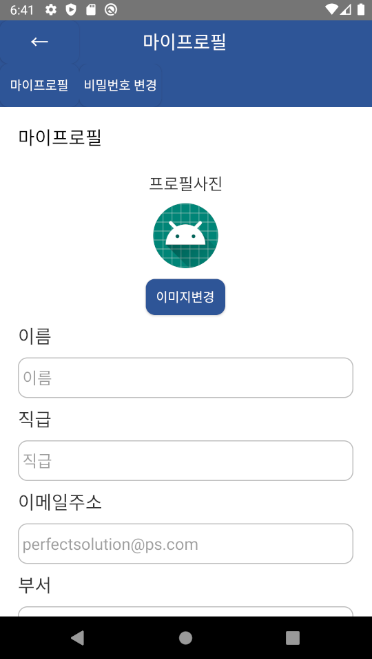 6:41
마이프로필
마이프로필 비밀번호 변경
마이프로필
프로필사진
이미지변경
이름
이름
직급
직급
이메일주소
perfectsolution@ps.com
부서